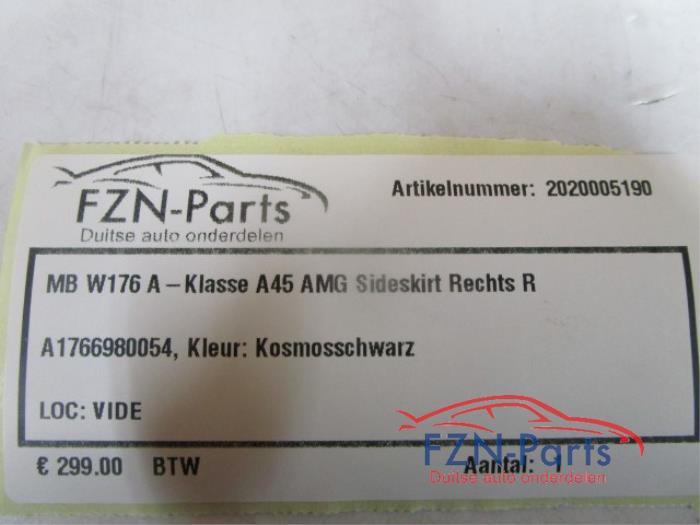 FZN-Parts
Duitse auto onderdelen
Artikelnummer: 2020005190
MB W176 A – Klasse A45 AMG Sideskirt Rechts R
A1766980054, Kleur: Kosmosschwarz
LOC: VIDE
€ 299.00 BTW
Aantal: 1
FZN-Parts
Duitse auto onderdelen